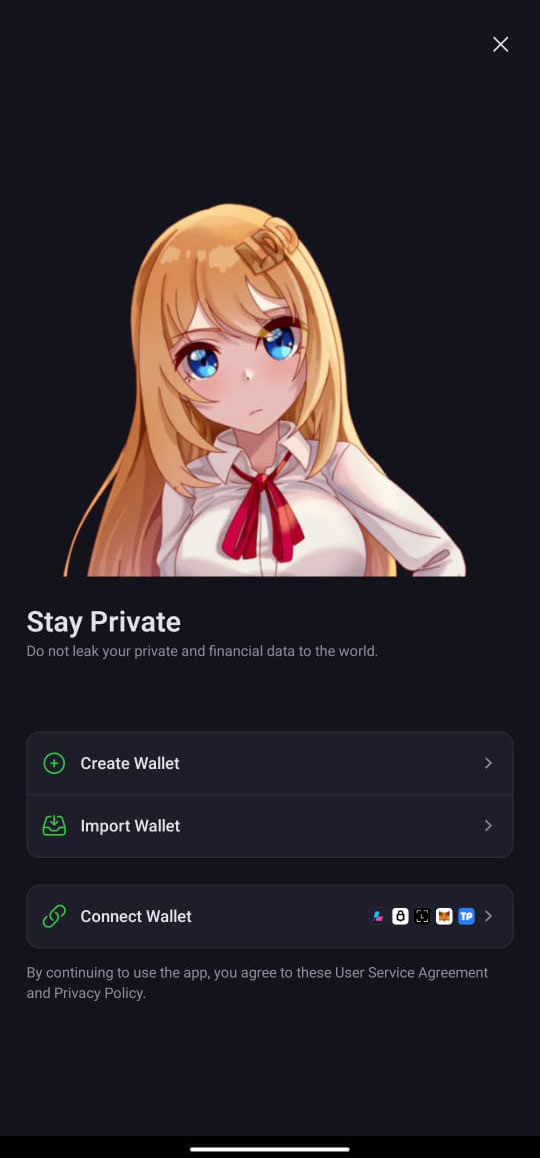 Stay Private
Do not leak your private and financial data to the world.
Create Wallet
Import Wallet
Connect Wallet
TP
By continuing to use the app, you agree to these User Service Agreement
and Privacy Policy.